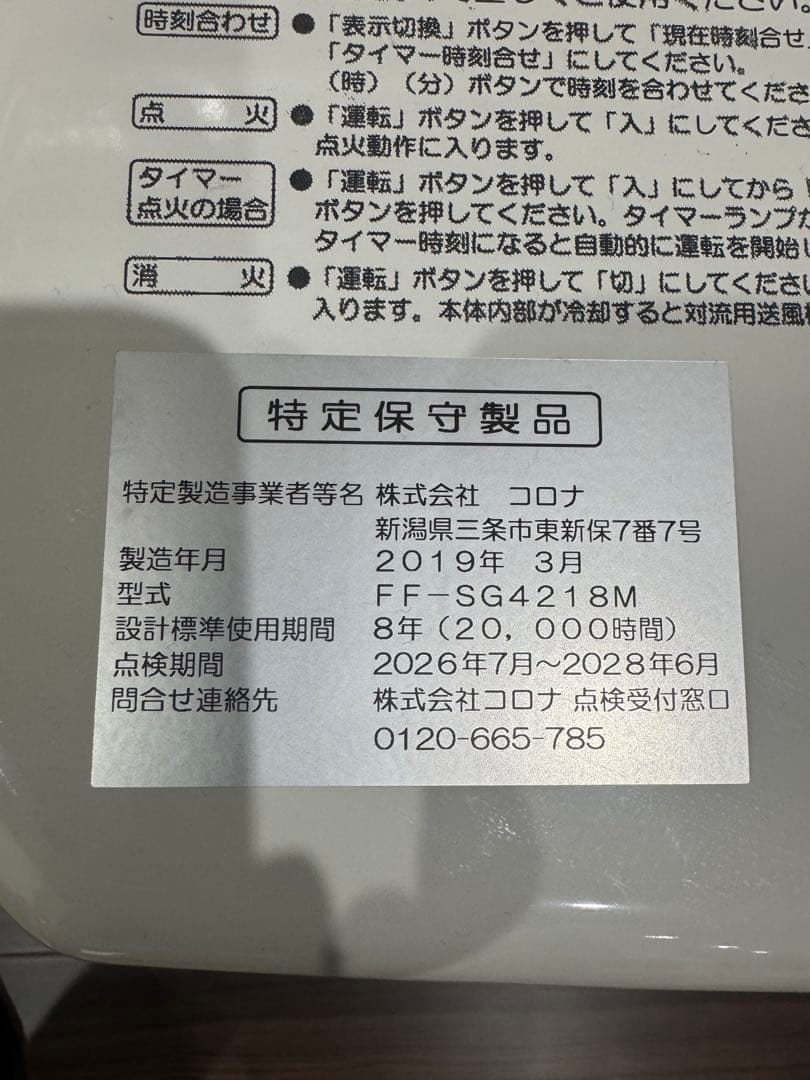 時刻合わせ ●「表示切換」ボタンを押して「現在時刻合せ」
「タイマー時刻合せ」にしてください。
(時)(分)ボタンで時刻を合わせてくださ
点火 ●「運転」ボタンを押して「入」にしてくださ
点火動作に入ります。
タイマー点火の場合 ●「運転」ボタンを押して「入」にしてから
ボタンを押してください。タイマーランプが
タイマー時刻になると自動的に運転を開始し
消火 ●「運転」ボタンを押して「切」にしてください
入ります。本体内部が冷却すると対流用送風機
特定保守製品
特定製造事業者等名 株式会社 コロナ
新潟県三条市東新保7番7号
製造年月 2019年 3月
型式 FF-SG4218M
設計標準使用期間 8年(20,000時間)
点検期間 2026年7月~2028年6月
問合せ連絡先 株式会社コロナ 点検受付窓口
0120-665-785